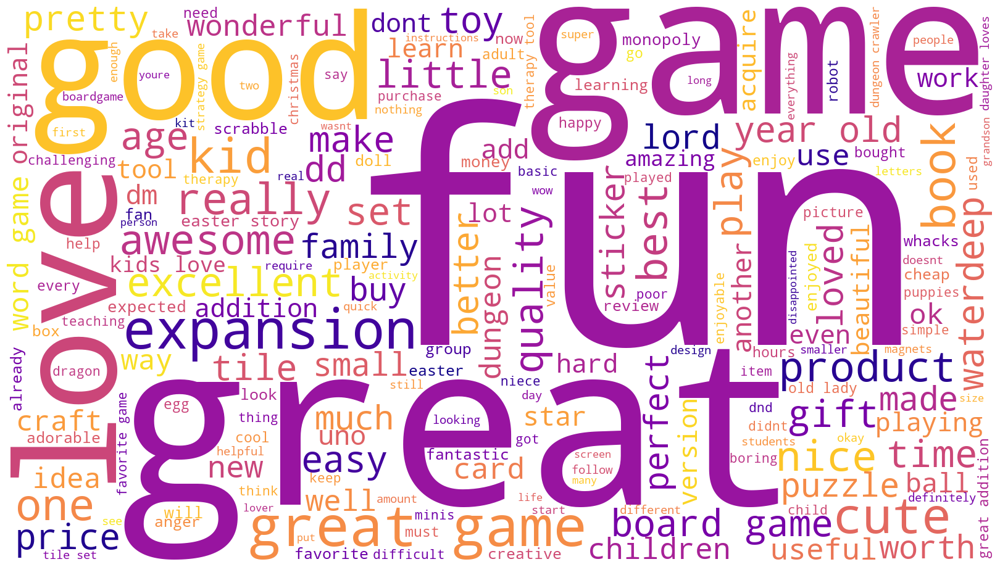 pretty
good
game
fun
love
great
take
need
wonderful
dont
toy
instructions
learn
now
adult
little
monopoly
go
super
people
acquire
everything
robot
dungeon crawler
work
daughter loves
grandson
original
enough
youre
boardgame
first
two
strategy game
christmas
say
purchase
nothing
son
therapy tool
learning
long
happy
challenging
kit
scrabble
wasnt
age
kid
make
add
lord
year old
tool
therapy
real
dd
doll
money
basic
amazing
played
enjoy
use
bought
letters
used
book
word game
dm
fan
person
really
easter story
set
lot
wow
sticker
best
play
picture
waterdeep
help
awesome
family
better
quality
whacks
kids love
require
player
activity
value
poor
review
enjoyable
another
disappointed
enjoyed
loved
beautiful
doesnt
cheap
puppies
ok
every
excellent
buy
expected
addition
quick
dungeon
teaching
box
expansion
even
simple
already
way
tile
small
group
easter
hard
design
hours
smaller
magnets
dragon
still
niece
day
perfect
item
product
old lady
size
craft
adorable
favorite game
egg
look
thing
much
looking
star
version
dnd
gift
made
didnt
playing
cool
helpful
uno
got
fantastic
screen
follow
many
students
okay
boring
nice
time
idea
new
easy
card
keep
think
one
will
anger
lover
well
amount
life
start
minis
different
puzzle
ball
definitely
child
price
see
tile set
great game
put
must
favorite
difficult
creative
board game
children
cute
useful
worth
great addition